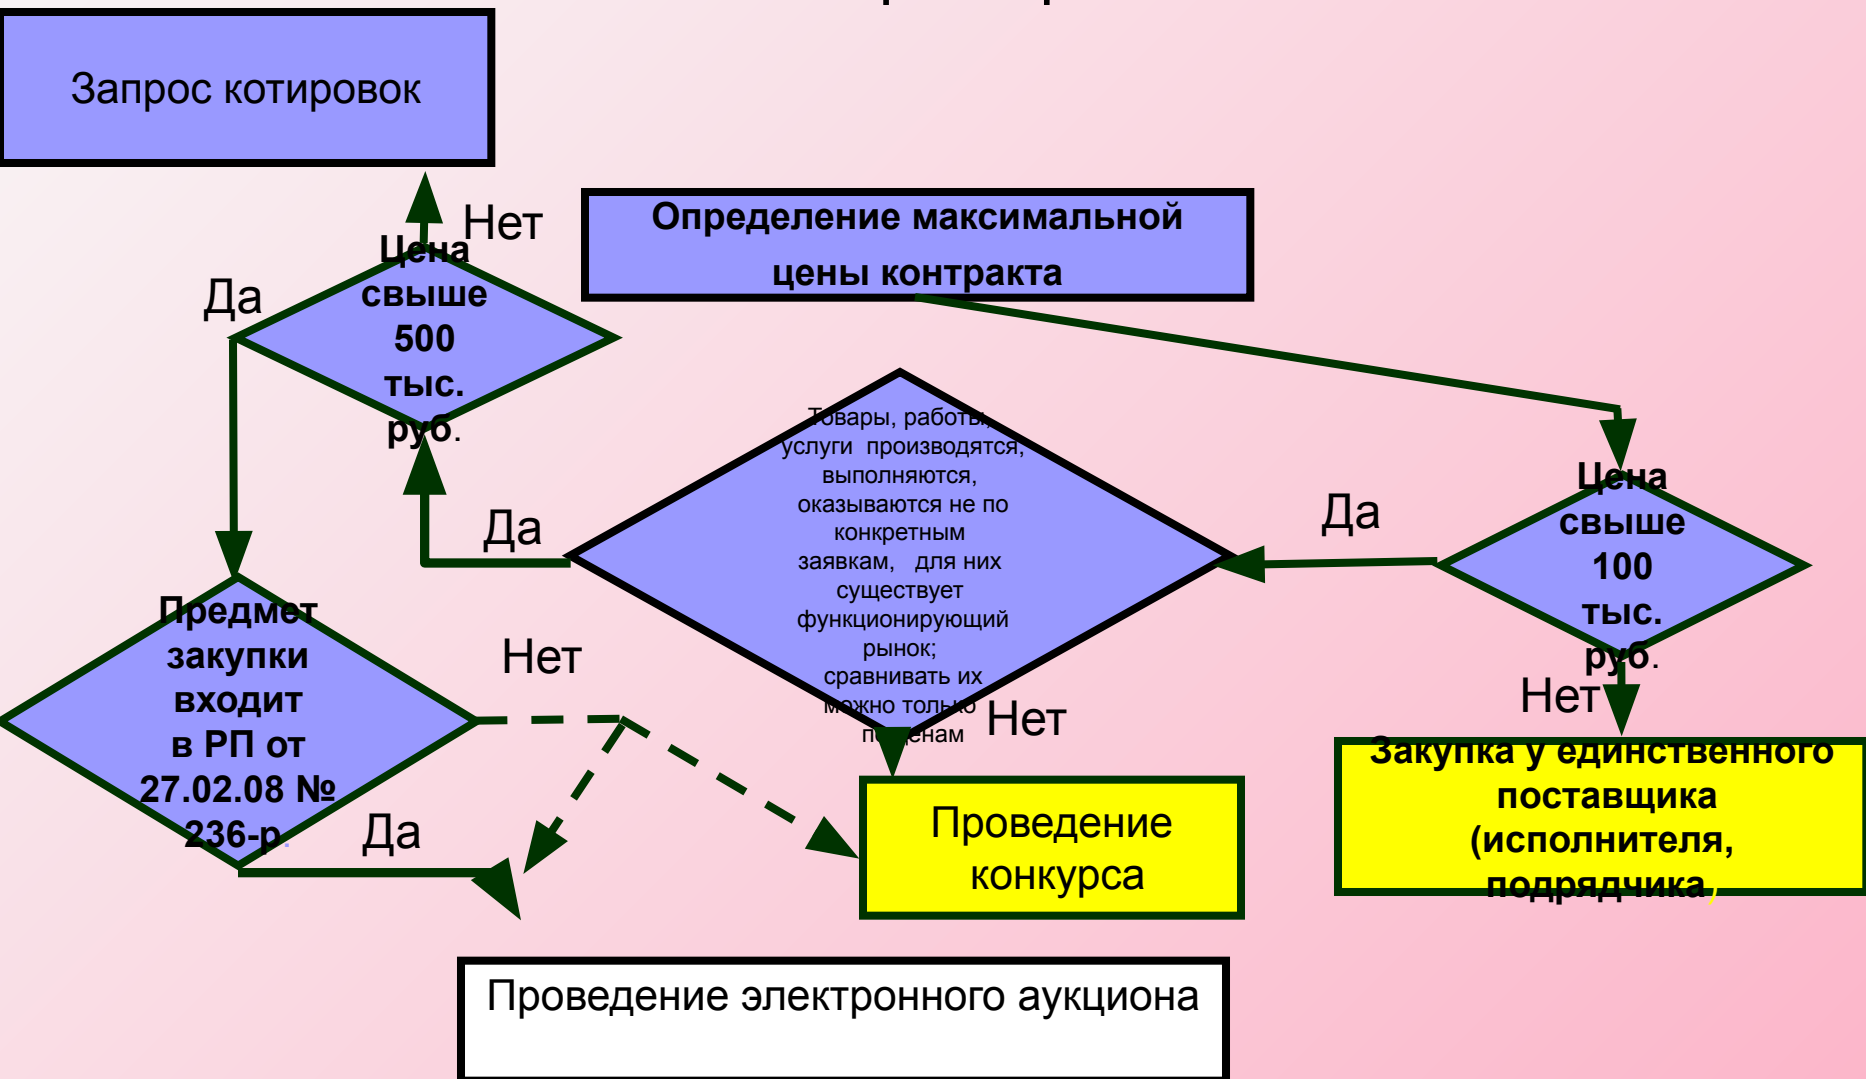 Запрос котировок
Нет
Определение максимальной
цены контракта
Да
Цена
свыше
500
тыс.
руб.
Товары, работы,
услуги производятся,
выполняются,
оказываются не по
конкретным
заявкам, для них
существует
функционирующий
рынок;
сравнивать их
можно только
по ценам
Да
Да
Цена
свыше
100
тыс.
руб.
Предмет
закупки
входит
в РП от
27.02.08 №
236-р.
Нет
Нет
Нет
Да
Проведение
конкурса
Закупка у единственного
поставщика
(исполнителя,
подрядчика)
Проведение электронного аукциона